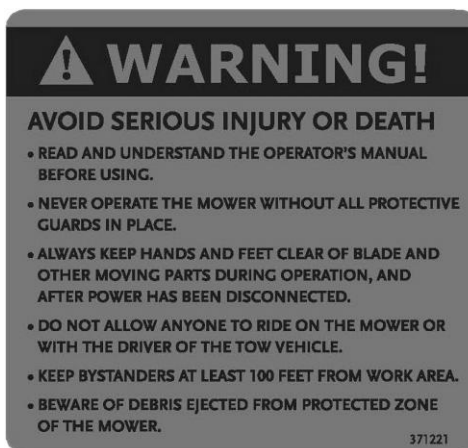 WARNING!
AVOID SERIOUS INJURY OR DEATH
• READ AND UNDERSTAND THE OPERATOR'S MANUAL
BEFORE USING.
• NEVER OPERATE THE MOWER WITHOUT ALL PROTECTIVE
GUARDS IN PLACE.
• ALWAYS KEEP HANDS AND FEET CLEAR OF BLADE AND
OTHER MOVING PARTS DURING OPERATION, AND
AFTER POWER HAS BEEN DISCONNECTED.
• DO NOT ALLOW ANYONE TO RIDE ON THE MOWER OR
WITH THE DRIVER OF THE TOW VEHICLE.
• KEEP BYSTANDERS AT LEAST 100 FEET FROM WORK AREA.
• BEWARE OF DEBRIS EJECTED FROM PROTECTED ZONE
OF THE MOWER.
371221